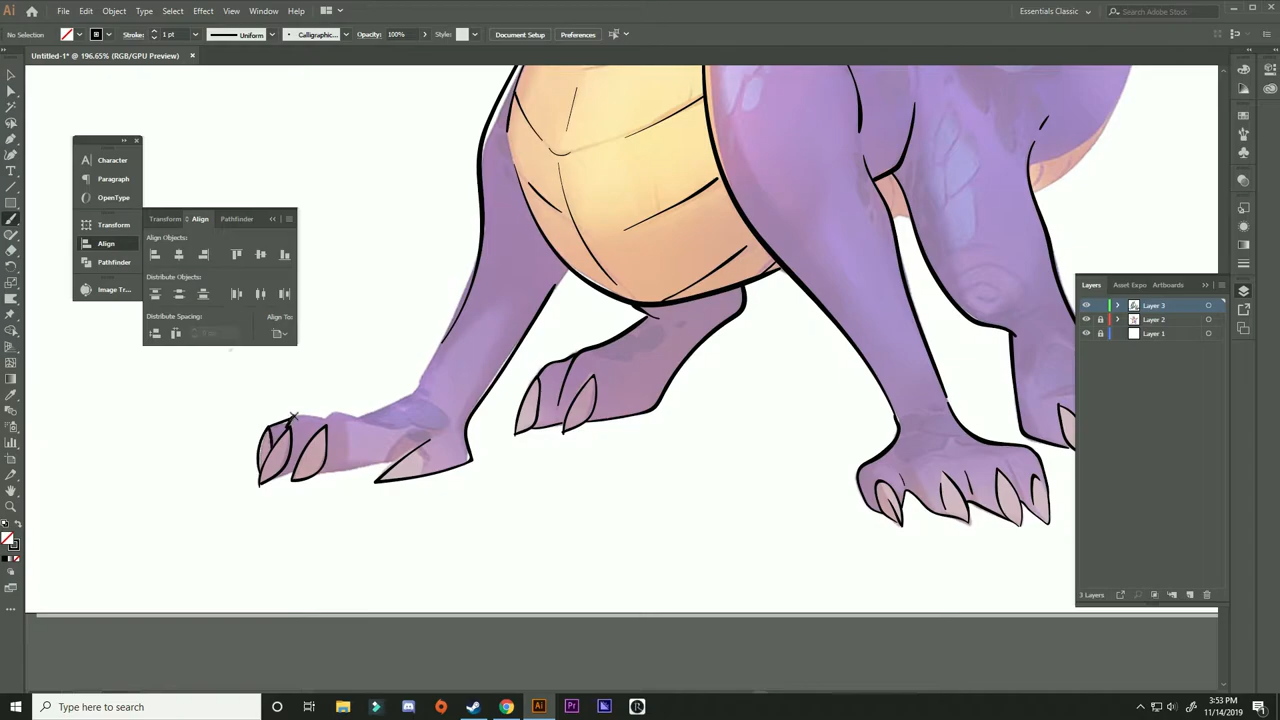 Ai File Edit Object Type Select Effect View Window Help Essentials Classic Search Adobe Stock
No Selection Stroke: 1 pt Uniform Calligraphic... Opacity: 100% Style: Document Setup Preferences
Untitled-1* @ 196.65% (RGB/GPU Preview)
Character
Paragraph
OpenType
Transform
Align
Pathfinder
Image Tr...
Transform Align Pathfinder
Align Objects:
Distribute Objects:
Distribute Spacing: Align To:
Layers Asset Expo Artboards
Layer 3
Layer 2
Layer 1
3 Layers
Type here to search
Ai Pr
3:53 PM
11/14/2019